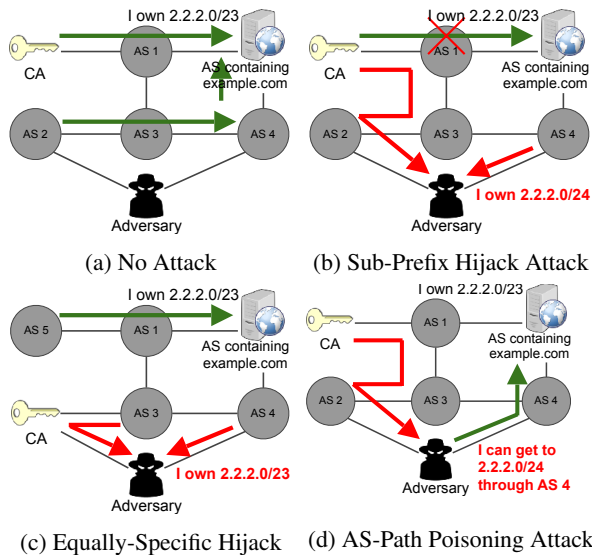 I own 2.2.2.0/23
AS 1
CA
AS containing
example.com
AS 2
AS 3
AS 4
Adversary
(a) No Attack
I own 2.2.2.0/23
AS 1
CA
AS containing
example.com
AS 2
AS 3
AS 4
I own 2.2.2.0/24
Adversary
(b) Sub-Prefix Hijack Attack
I own 2.2.2.0/23
AS 5
AS 1
AS containing
example.com
AS 3
AS 4
CA
I own 2.2.2.0/23
Adversary
(c) Equally-Specific Hijack
I own 2.2.2.0/23
AS 1
CA
AS containing
example.com
AS 2
AS 3
AS 4
I can get to
2.2.2.0/24
through AS 4
Adversary
(d) AS-Path Poisoning Attack